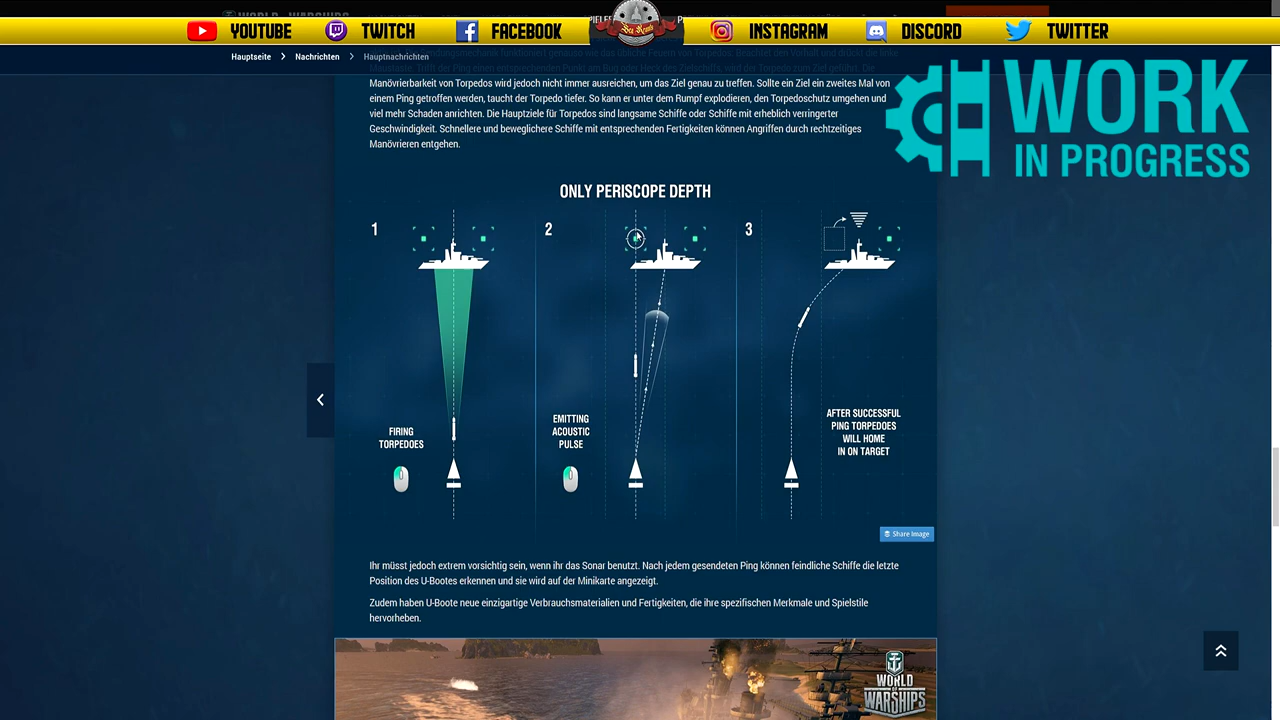 WORLD OF WARSHIPS
YOUTUBE
TWITCH
FACEBOOK
Sea Rounds
INSTAGRAM
DISCORD
TWITTER
Hauptseite
Nachrichten
Hauptnachrichten
Manövrierbarkeit von Torpedos wird jedoch nicht immer ausreichen, um das Ziel genau zu treffen. Sollte ein Ziel ein zweites Mal von
einem Ping getroffen werden, taucht der Torpedo tiefer. So kann er unter dem Rumpf explodieren, den Torpedoschutz umgehen und
viel mehr Schaden anrichten. Die Hauptziele für Torpedos sind langsame Schiffe oder Schiffe mit erheblich verringerter
Geschwindigkeit. Schnellere und beweglichere Schiffe mit entsprechenden Fertigkeiten können Angriffen durch rechtzeitiges
Manövrieren entgehen.
WORK
IN PROGRESS
ONLY PERISCOPE DEPTH
1
2
3
FIRING
TORPEDOES
EMITTING
ACOUSTIC
PULSE
AFTER SUCCESSFUL
PING TORPEDOES
WILL HOME
IN ON TARGET
Share Image
Ihr müsst jedoch extrem vorsichtig sein, wenn ihr das Sonar benutzt. Nach jedem gesendeten Ping können feindliche Schiffe die letzte
Position des U-Bootes erkennen und sie wird auf der Minikarte angezeigt.
Zudem haben U-Boote neue einzigartige Verbrauchsmaterialien und Fertigkeiten, die ihre spezifischen Merkmale und Spielstile
hervorheben.
WORLD
OF
WARSHIPS